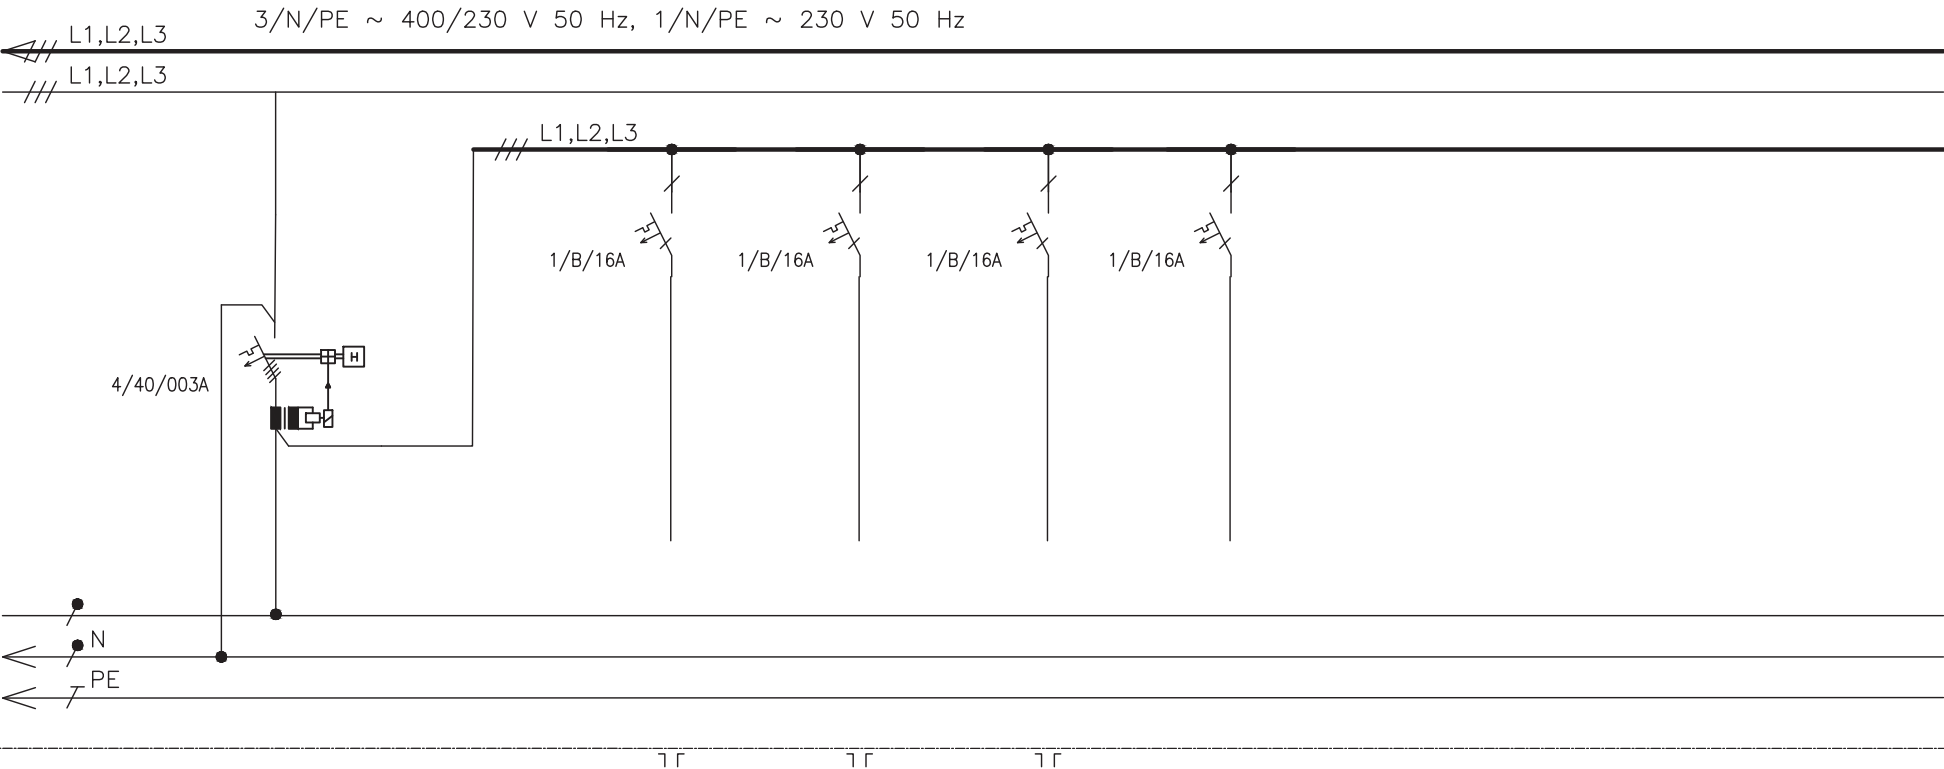 3/N/PE ~ 400/230 V 50 Hz, 1/N/PE ~ 230 V 50 Hz
L1,L2,L3
L1,L2,L3
L1,L2,L3
1/B/16A 1/B/16A 1/B/16A 1/B/16A
H
4/40/003A
N
PE